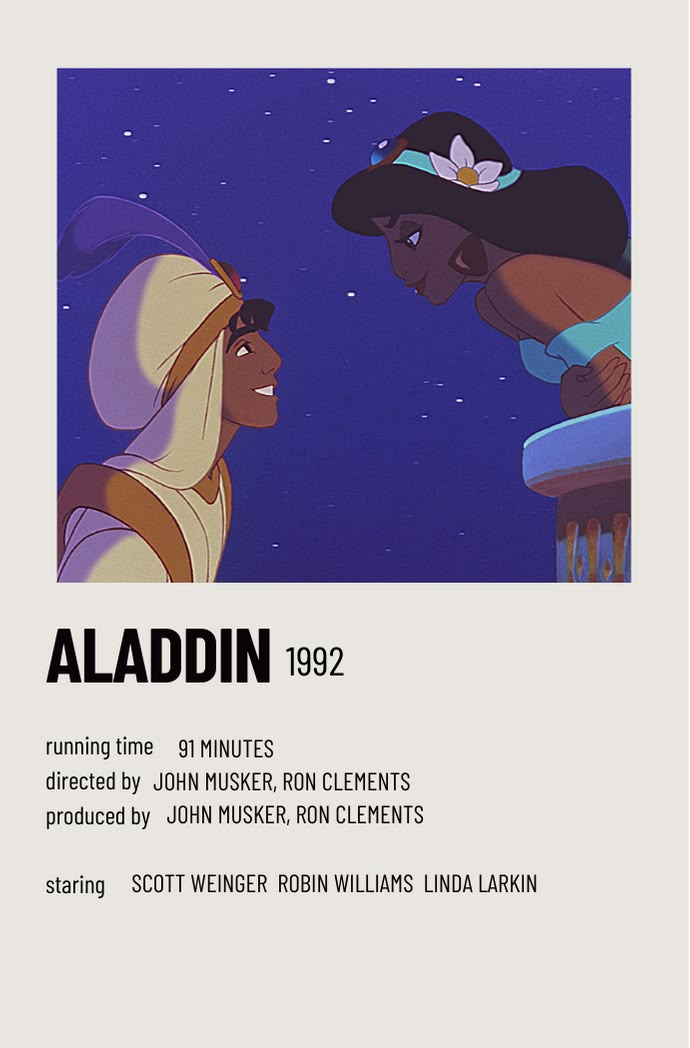 ALADDIN 1992
running time 91 MINUTES
directed by JOHN MUSKER, RON CLEMENTS
produced by JOHN MUSKER, RON CLEMENTS
staring SCOTT WEINGER ROBIN WILLIAMS LINDA LARKIN